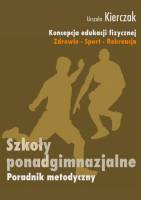 Urszula Kierczak
Koncepcja edukacji fizycznej
Zdrowie - Sport - Rekreacja
Szkoły
ponadgimnazjalne
Poradnik metodyczny